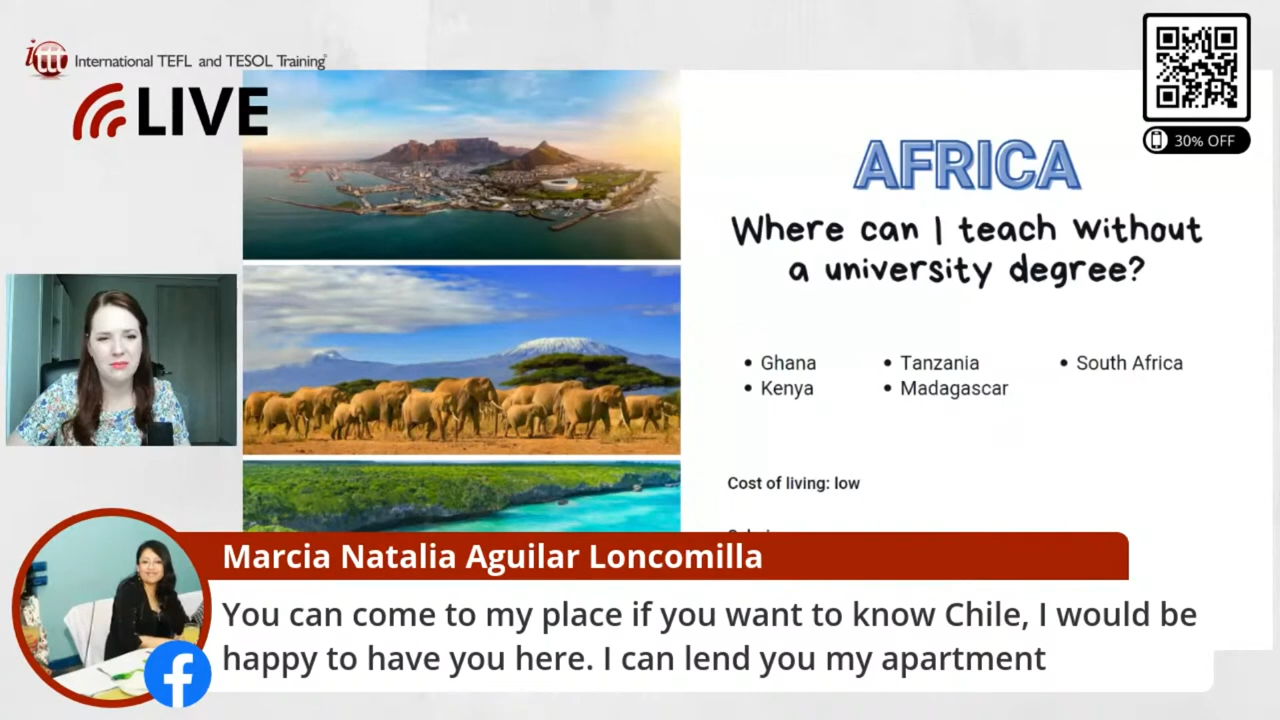 ittt International TEFL and TESOL Training
LIVE
30% OFF
AFRICA
Where can I teach without
a university degree?
• Ghana
• Kenya
• Tanzania
• Madagascar
• South Africa
Cost of living: low
Marcia Natalia Aguilar Loncomilla
You can come to my place if you want to know Chile, I would be
happy to have you here. I can lend you my apartment